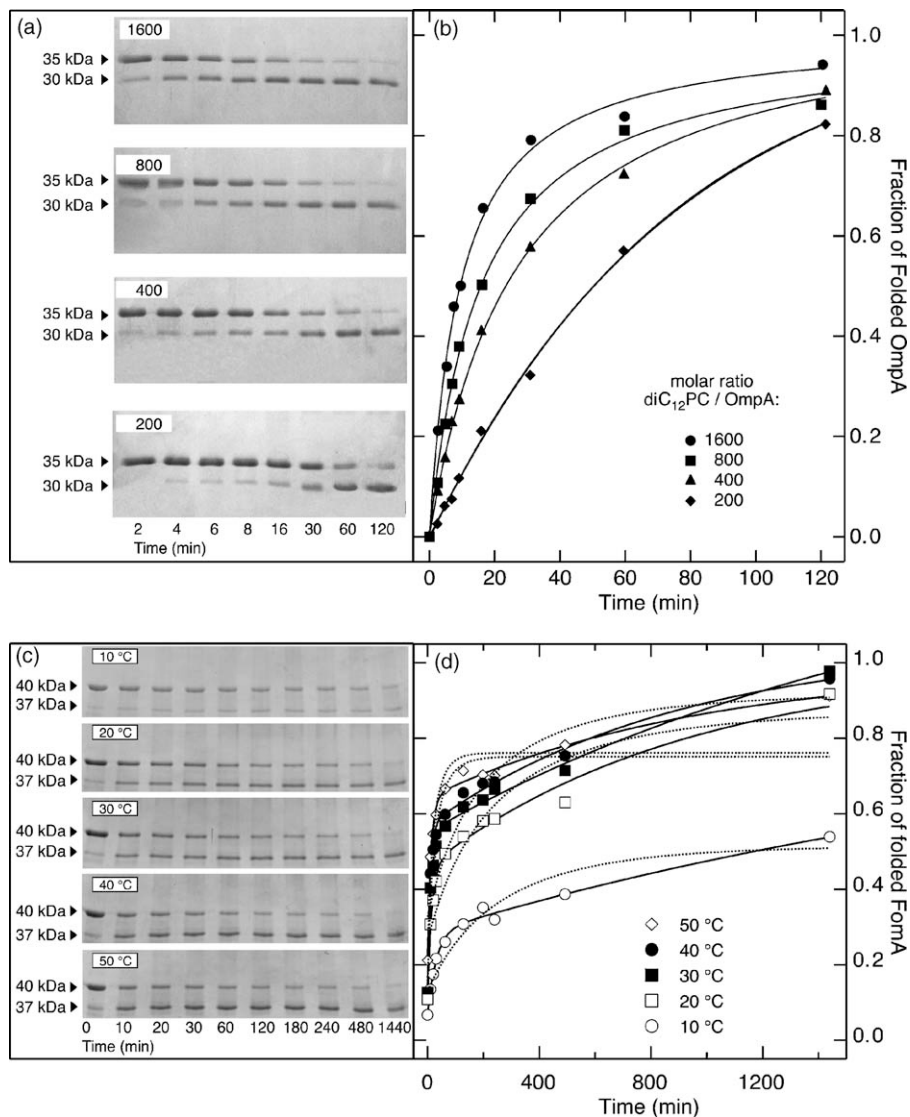 (a)
1600
35 kDa
30 kDa
800
35 kDa
30 kDa
400
35 kDa
30 kDa
200
35 kDa
30 kDa
2 4 6 8 16 30 60 120
Time (min)
(b)
1.0
0.8
0.6
0.4
0.2
0.0
Fraction of Folded OmpA
molar ratio
diC12PC / OmpA:
1600
800
400
200
0 20 40 60 80 100 120
Time (min)
(c)
10 °C
40 kDa
37 kDa
20 °C
40 kDa
37 kDa
30 °C
40 kDa
37 kDa
40 °C
40 kDa
37 kDa
50 °C
40 kDa
37 kDa
0 10 20 30 60 120 180 240 480 1440
Time (min)
(d)
1.0
0.8
0.6
0.4
0.2
0.0
Fraction of folded FomA
50 °C
40 °C
30 °C
20 °C
10 °C
0 400 800 1200
Time (min)